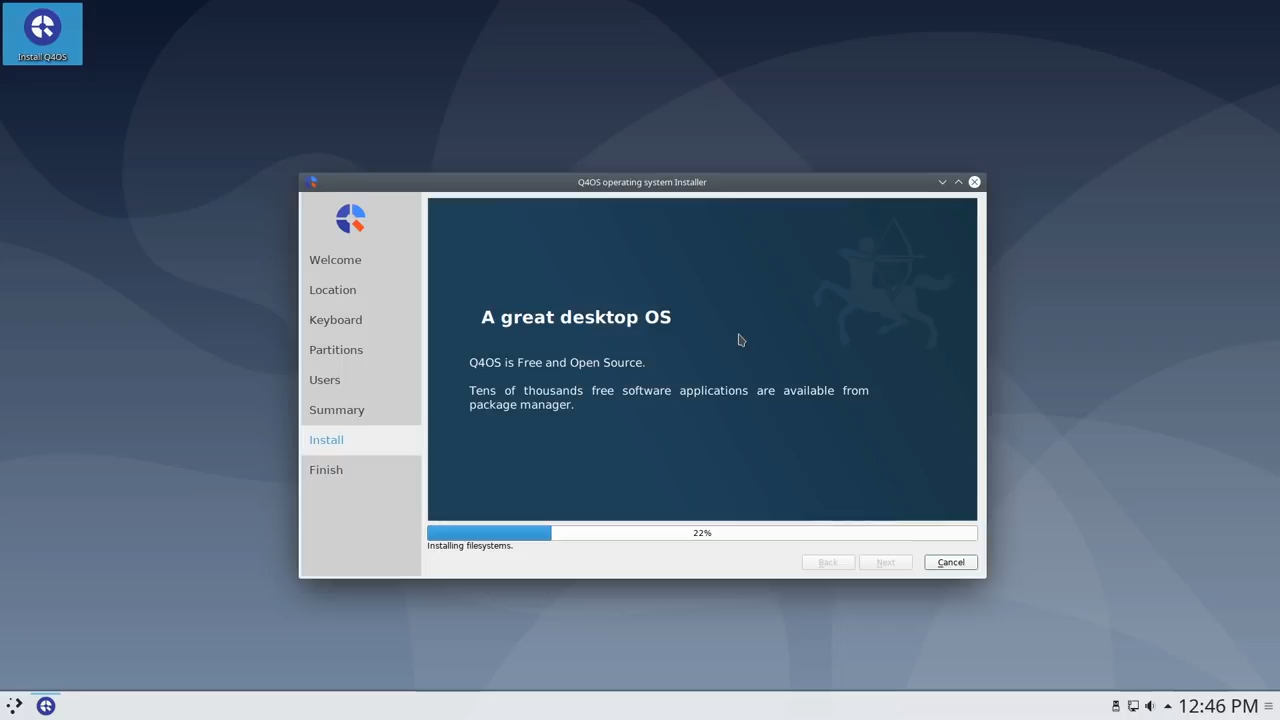 Install Q4OS
Q4OS operating system Installer
Welcome
Location
Keyboard
Partitions
Users
Summary
Install
Finish
A great desktop OS
Q4OS is Free and Open Source.
Tens of thousands free software applications are available from
package manager.
22%
Installing filesystems.
Back
Next
Cancel
12:46 PM